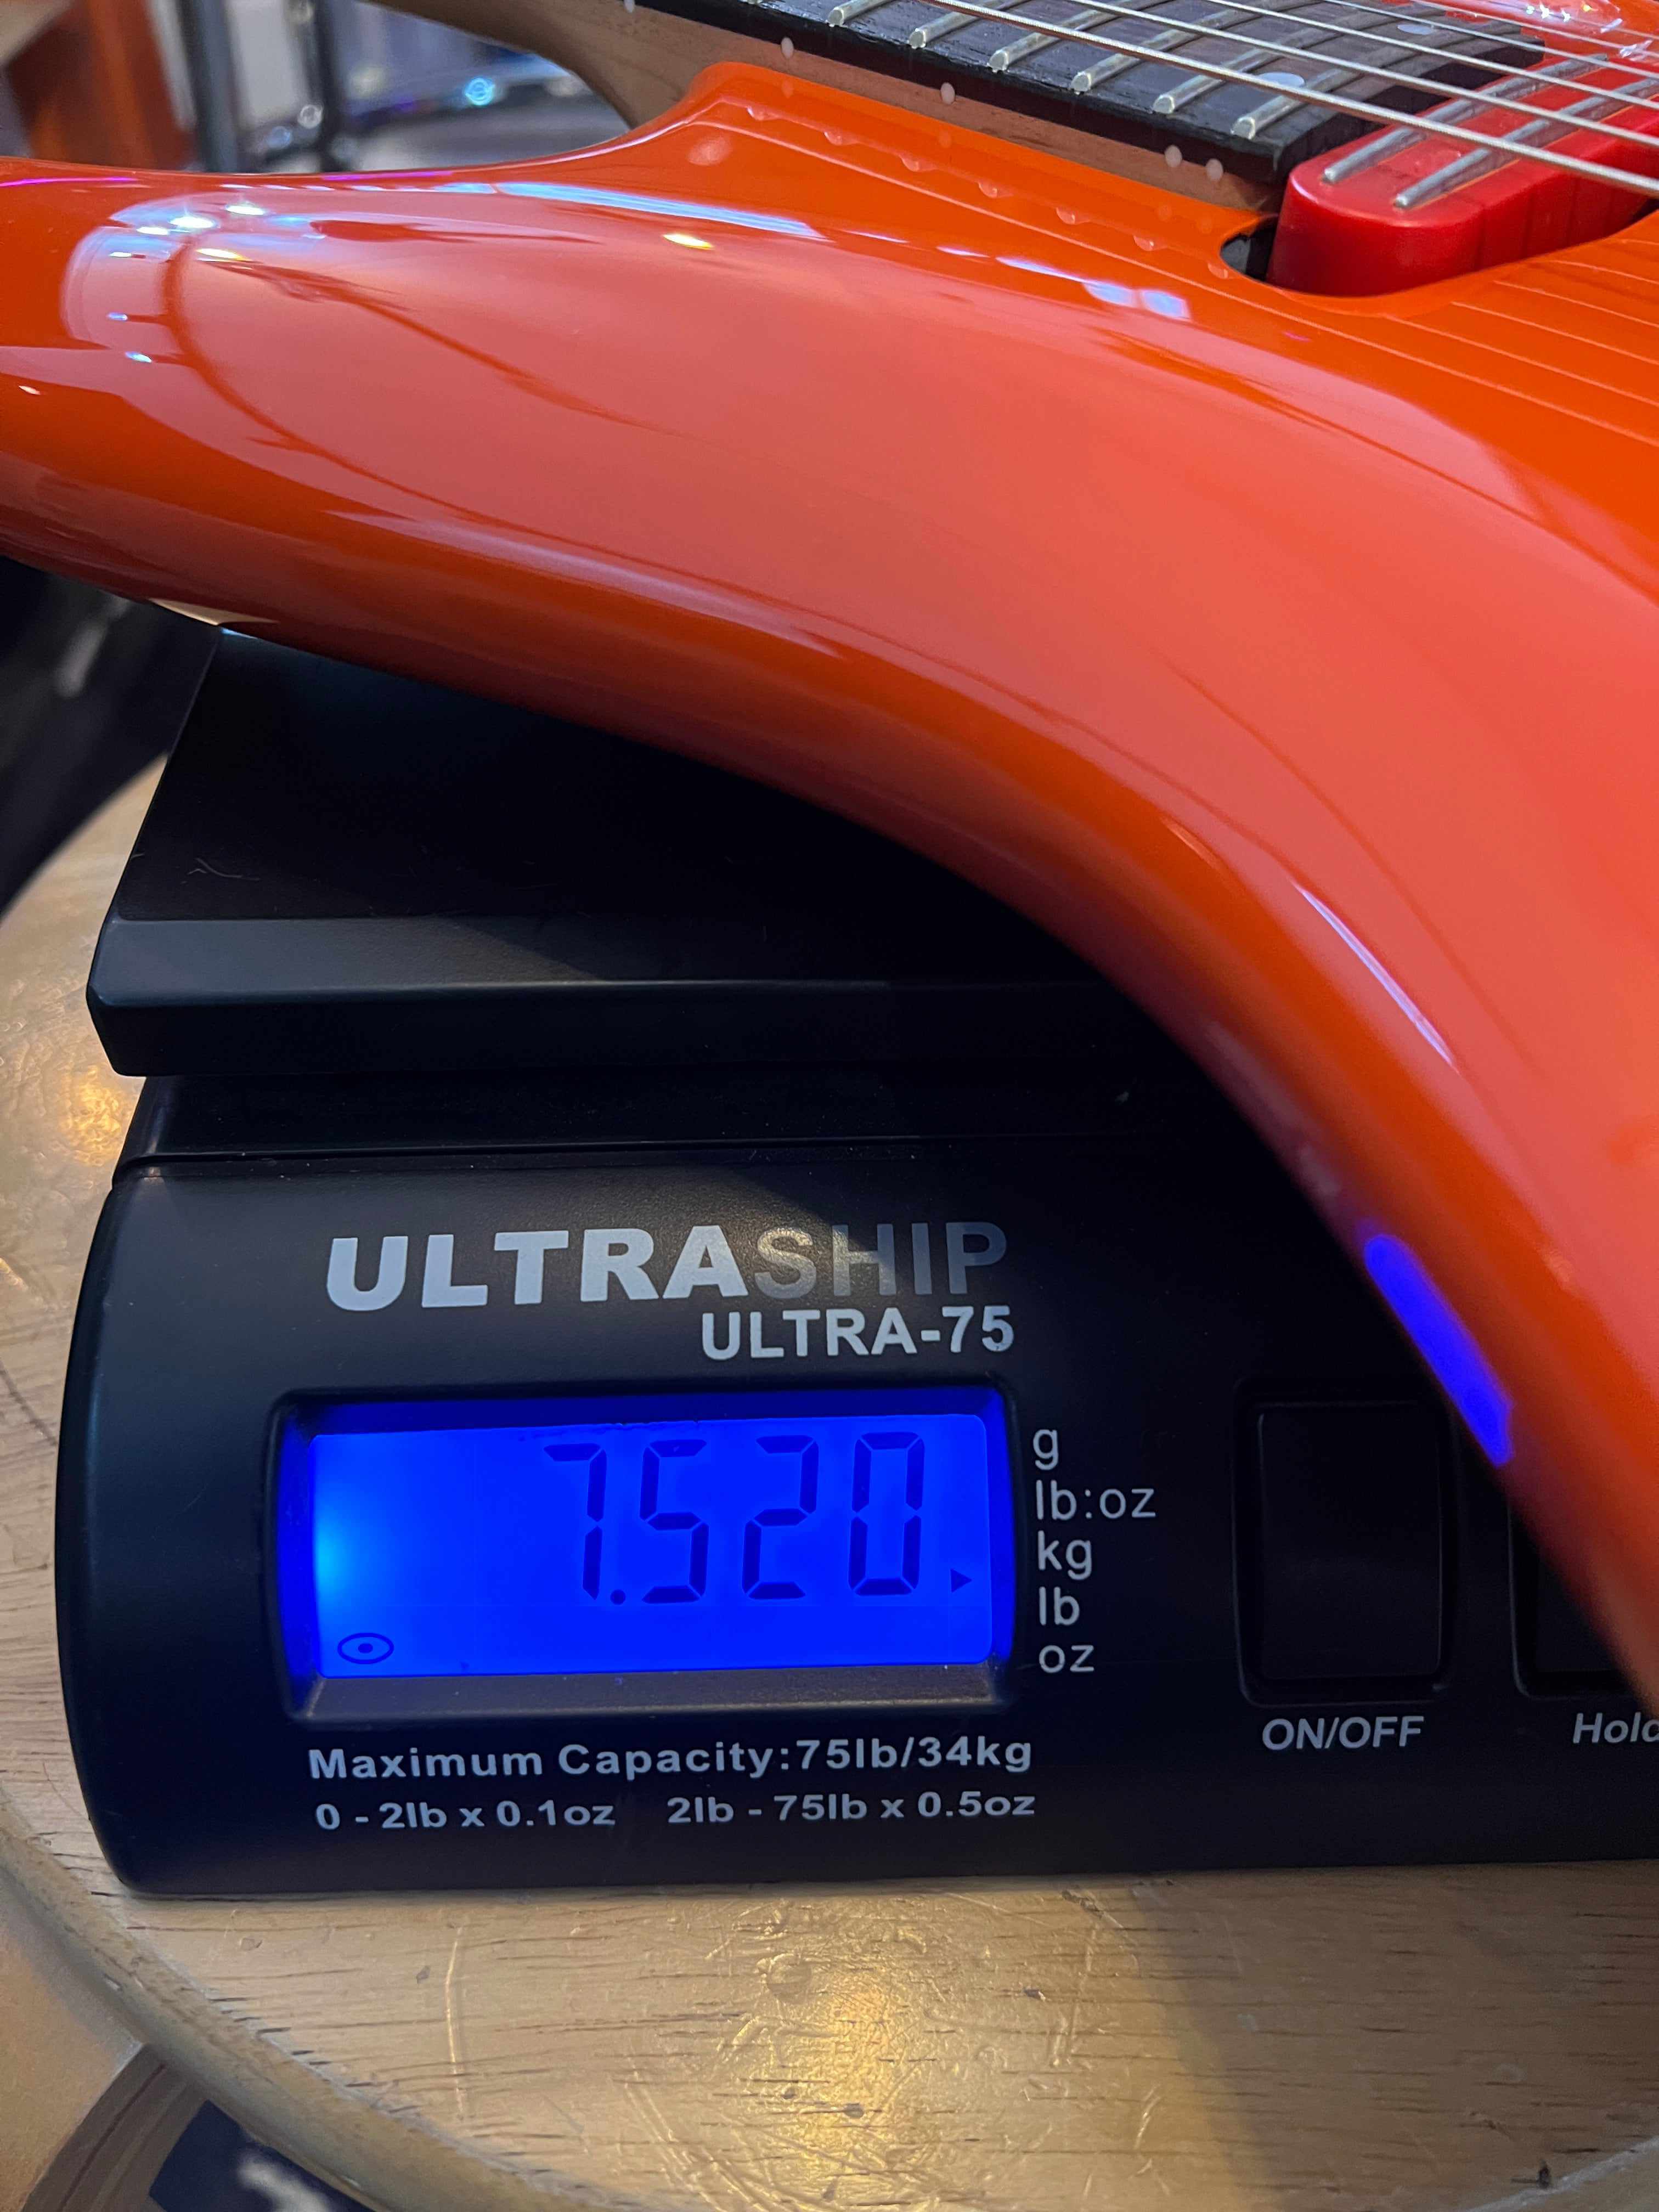 ULTRASHIP
ULTRA-75
7.520
g
lb:oz
kg
lb
oz
ON/OFF
Hold
Maximum Capacity:75lb/34kg
0 - 2lb x 0.1oz 2lb - 75lb x 0.5oz